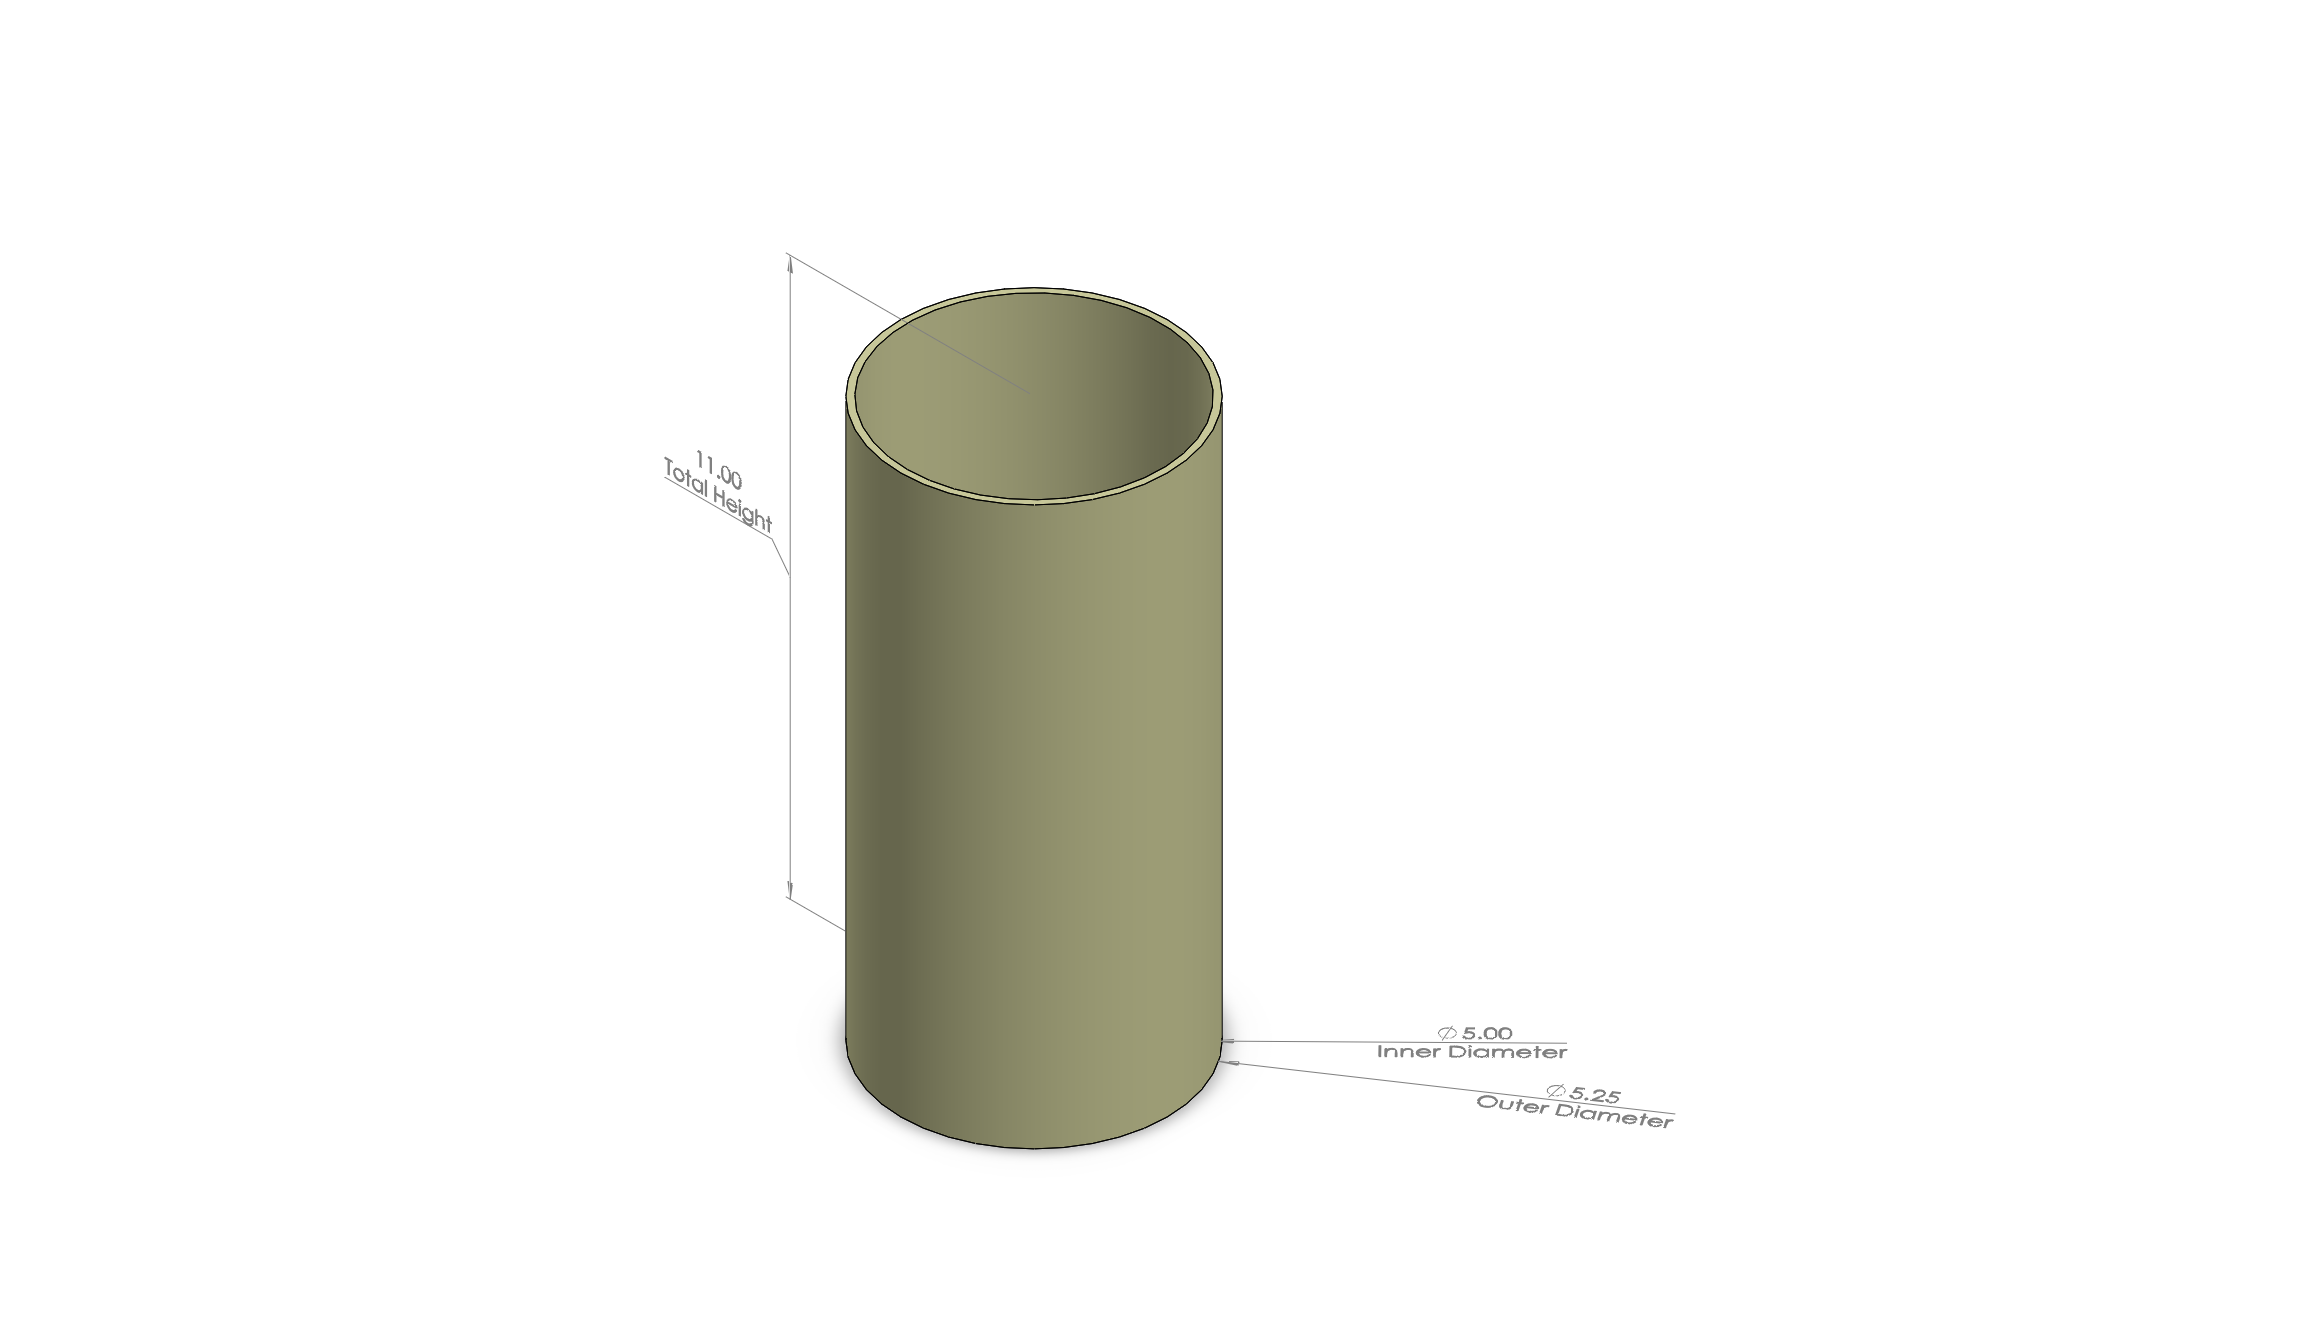 11.00
Total Height
∅5.00
Inner Diameter
∅5.25
Outer Diameter